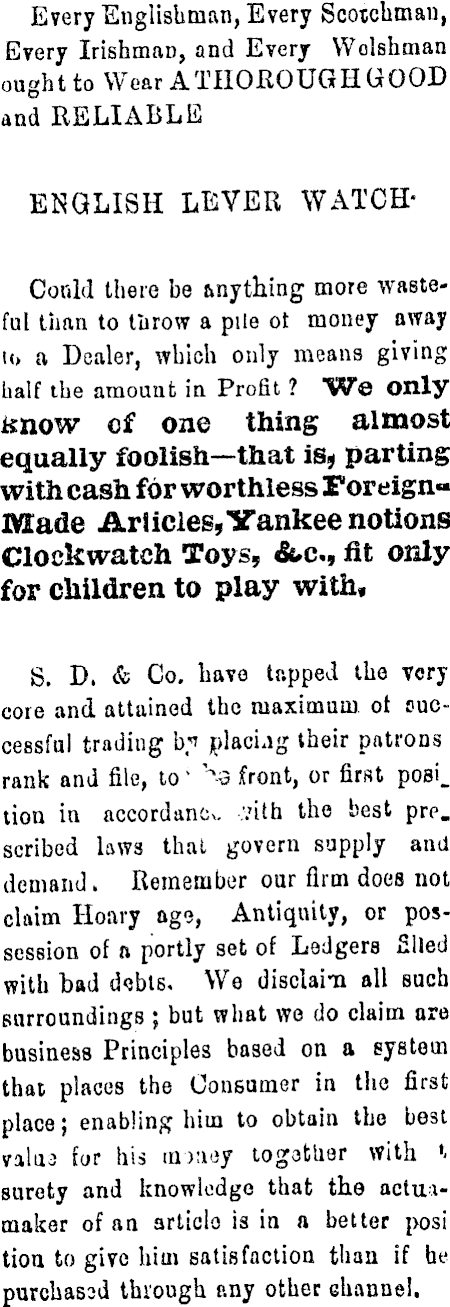 Every Englishman, Every Scotchman,
Every Irishman, and Every Welshman
ought to Wear A THOROUGH GOOD
and RELIABLE
ENGLISH LEVER WATCH.
Could there be anything more waste-
ful than to throw a pile of money away
to a Dealer, which only means giving
half the amount in Profit ? We only
know of one thing almost
equally foolish—that is, parting
with cash for worthless Foreign-
Made Articles, Yankee notions
Clockwatch Toys, &c., fit only
for children to play with.
S. D. & Co. have tapped the very
core and attained the maximum of suc-
cessful trading by placing their patrons
rank and file, to the front, or first posi_
tion in accordance with the best pre_
scribed laws that govern supply and
demand. Remember our firm does not
claim Hoary age, Antiquity, or pos-
session of a portly set of Ledgers filled
with bad debts. We disclaim all such
surroundings ; but what we do claim are
business Principles based on a system
that places the Consumer in the first
place ; enabling him to obtain the best
value for his money together with
surety and knowledge that the actua-
maker of an article is in a better posi
tion to give him satisfaction than if he
purchased through any other channel.